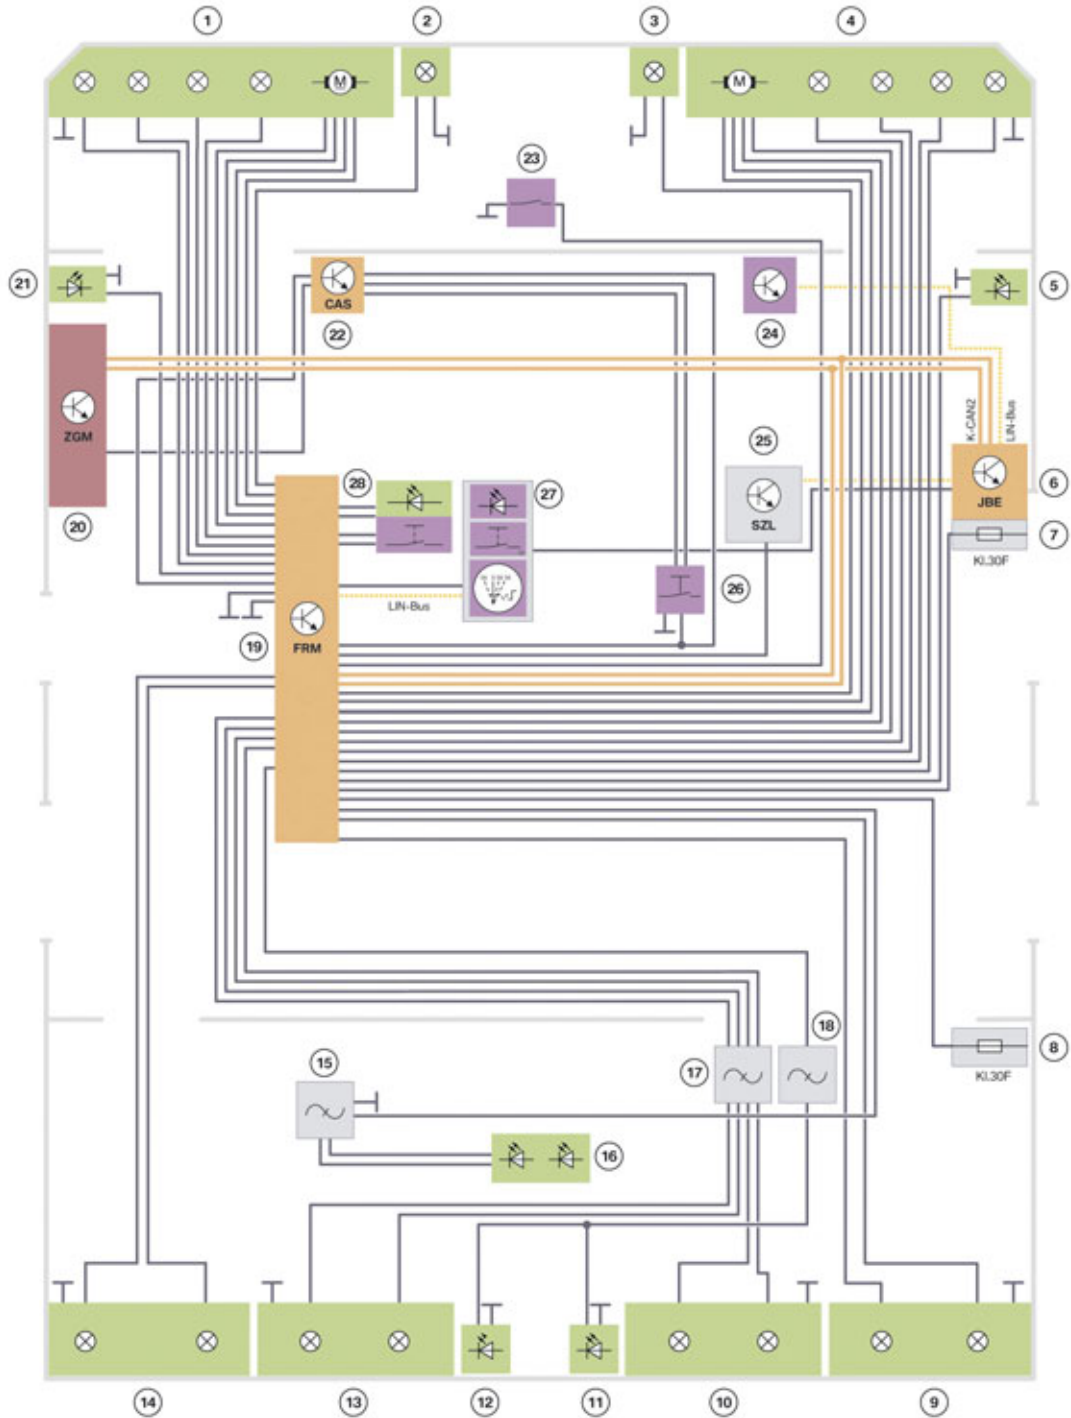 1 2 3 4
M M
23
21 CAS 24 5
22
ZGM K-CAN2 LIN-Bus
25
28 27 6
20 SZL JBE
7
Kl.30F
LIN-Bus 26
19 FRM
18
15 17 8
Kl.30F
16
14 13 12 11 10 9